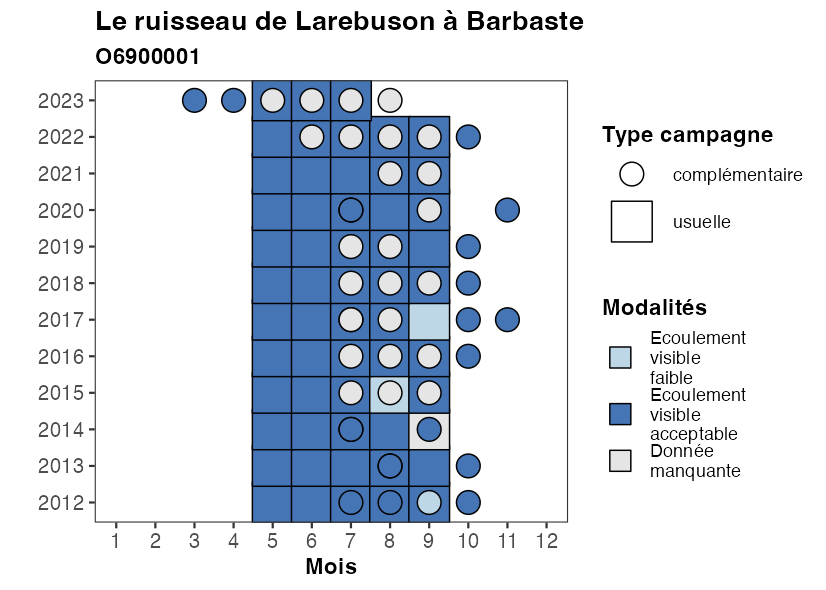 Le ruisseau de Larebuson à Barbaste
O6900001
2023
2022
2021
2020
2019
2018
2017
2016
2015
2014
2013
2012
1 2 3 4 5 6 7 8 9 10 11 12
Mois
Type campagne
complémentaire
usuelle
Modalités
Ecoulement
visible
faible
Ecoulement
visible
acceptable
Donnée
manquante